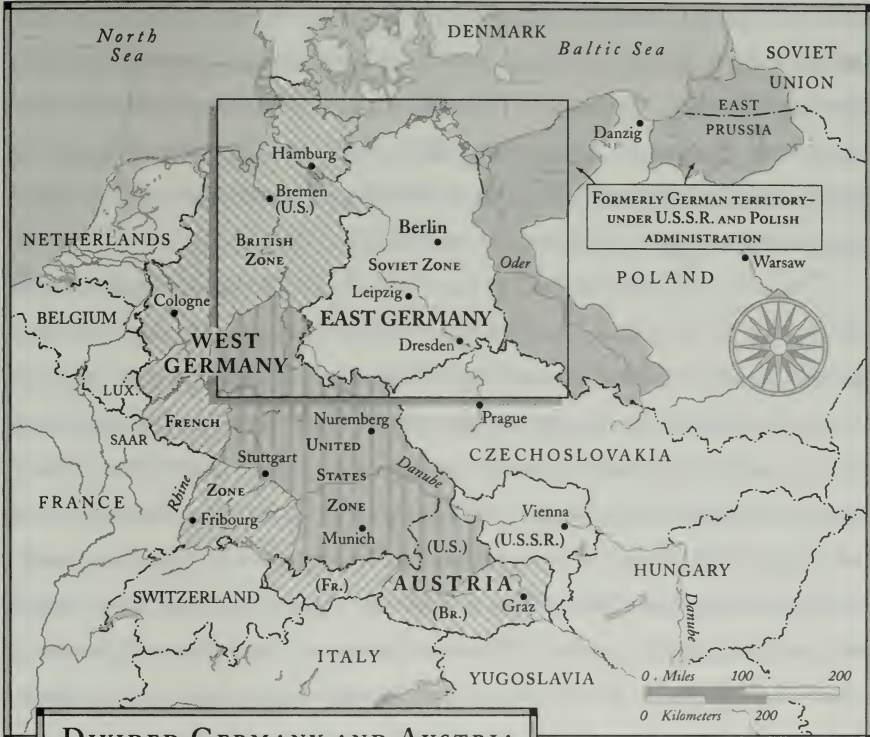 North
Sea
DENMARK
Baltic Sea
SOVIET
UNION
EAST
PRUSSIA
Danzig
Hamburg
Bremen
(U.S.)
FORMERLY GERMAN TERRITORY–
UNDER U.S.S.R. AND POLISH
ADMINISTRATION
NETHERLANDS
BRITISH
ZONE
Berlin
SOVIET ZONE
Oder
Warsaw
POLAND
Leipzig
Cologne
BELGIUM
EAST GERMANY
WEST
GERMANY
Dresden
LUX.
FRENCH
Nuremberg
Prague
SAAR
UNITED
STATES
ZONE
CZECHOSLOVAKIA
Stuttgart
Danube
Rhine
ZONE
FRANCE
Fribourg
Munich
Vienna
(U.S.)
(U.S.S.R.)
HUNGARY
(FR.)
AUSTRIA
SWITZERLAND
(BR.)
Graz
Danube
ITALY
YUGOSLAVIA
0 Miles 100 200
0 Kilometers 200
DIVIDED GERMANY AND AUSTRIA